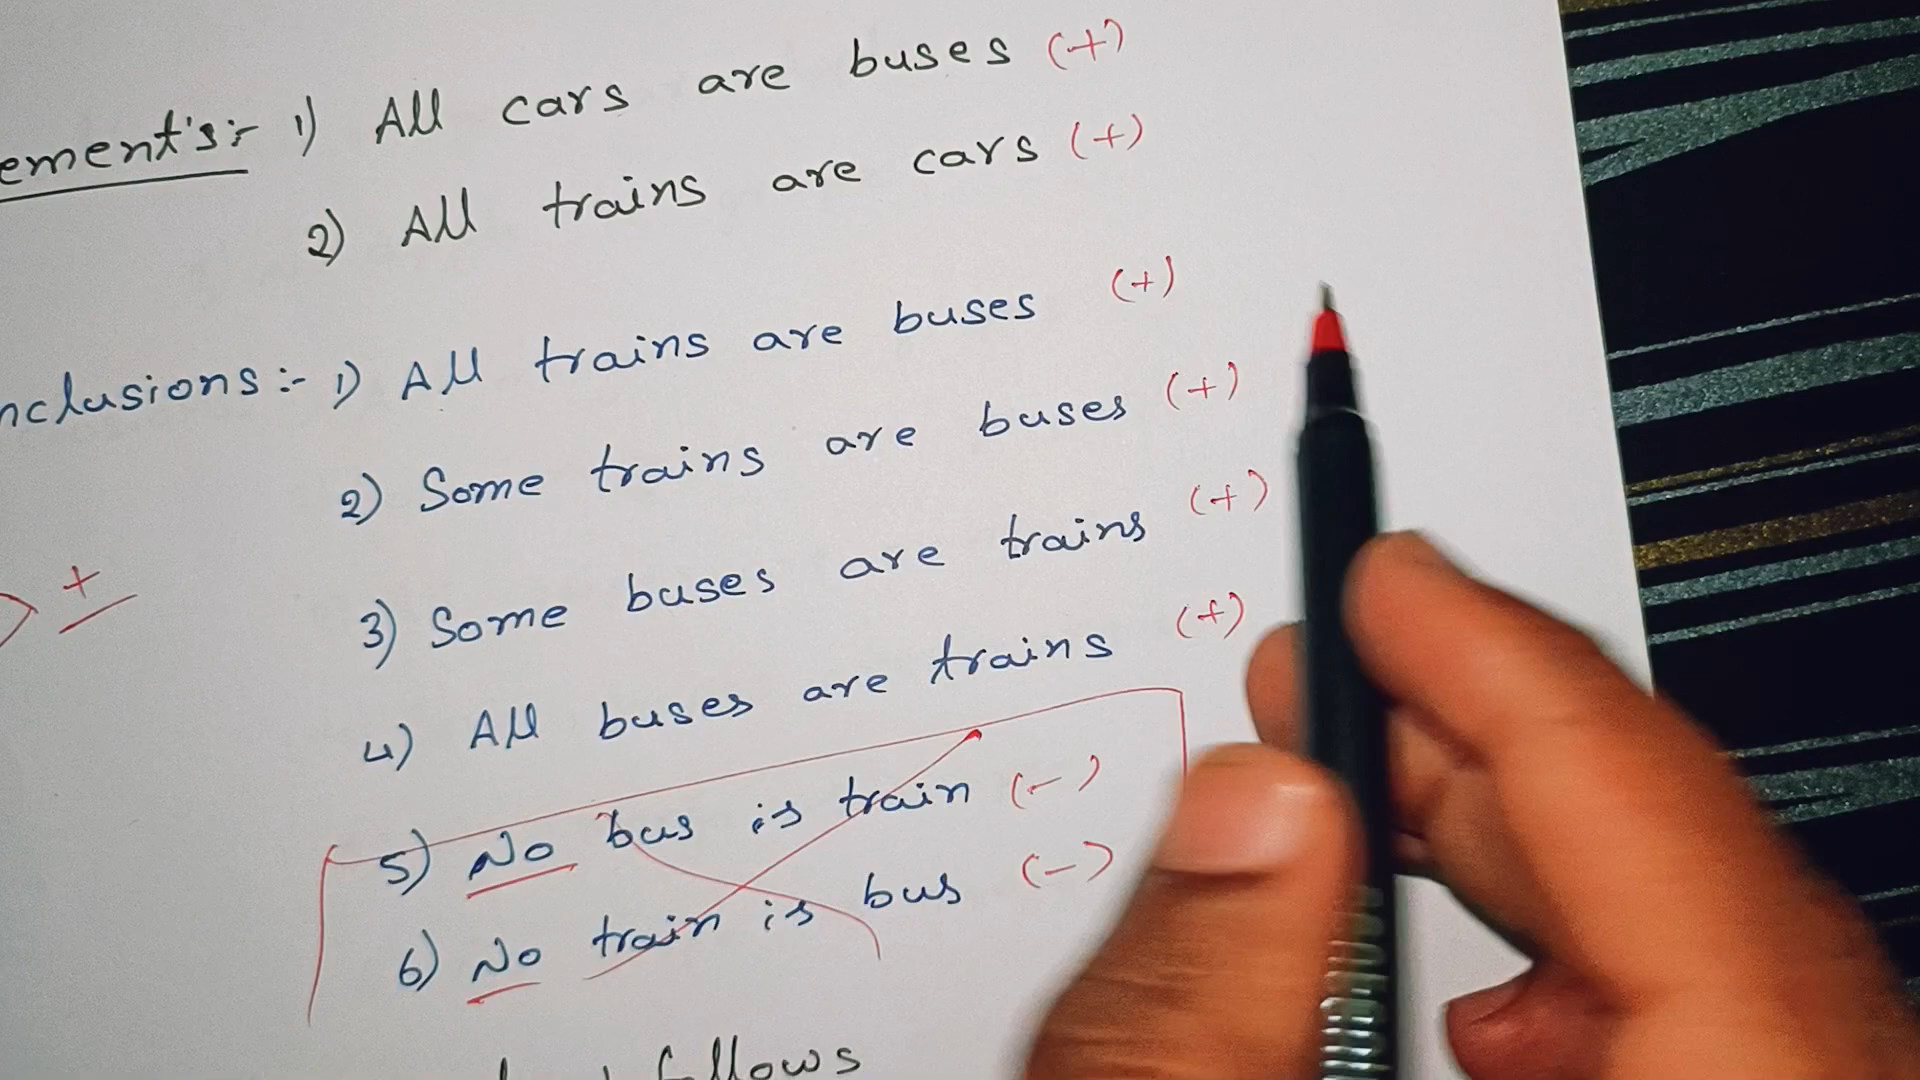 ement's:- 1) All cars are buses (+)
2) All trains are cars (+)
nclusions:- 1) All trains are buses (+)
2) Some trains are buses (+)
3) Some buses are trains (+)
+
4) All buses are trains (+)
5) No bus is train (-)
6) No train is bus (-)
follows